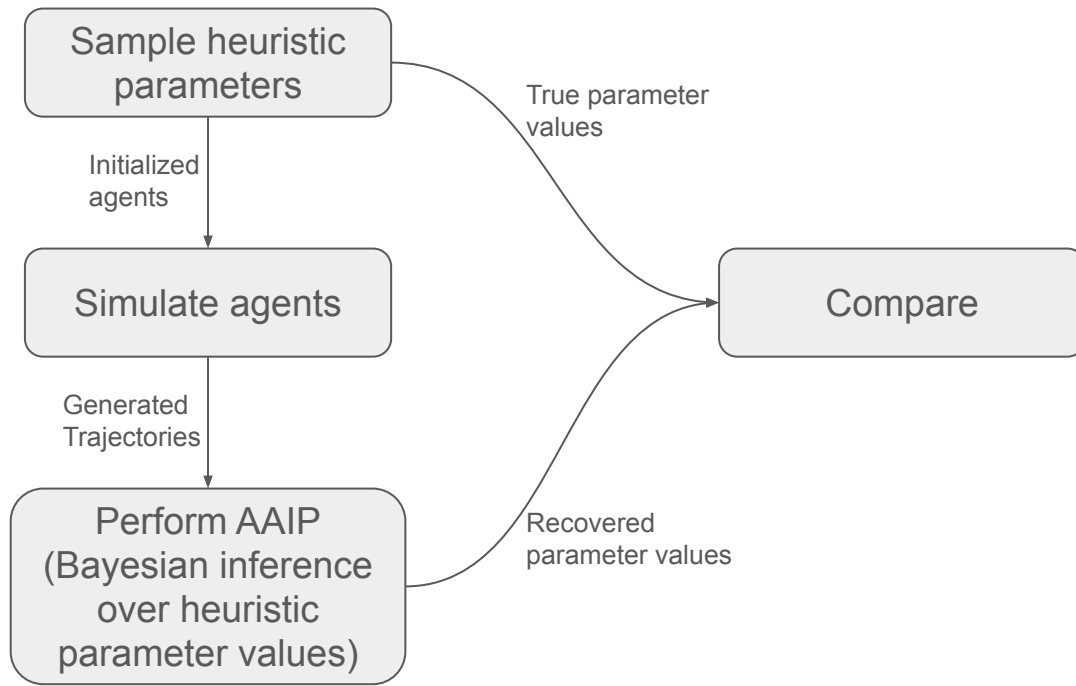 Sample heuristic
parameters
True parameter
values
Initialized
agents
Simulate agents
Compare
Generated
Trajectories
Perform AAIP
(Bayesian inference
over heuristic
parameter values)
Recovered
parameter values